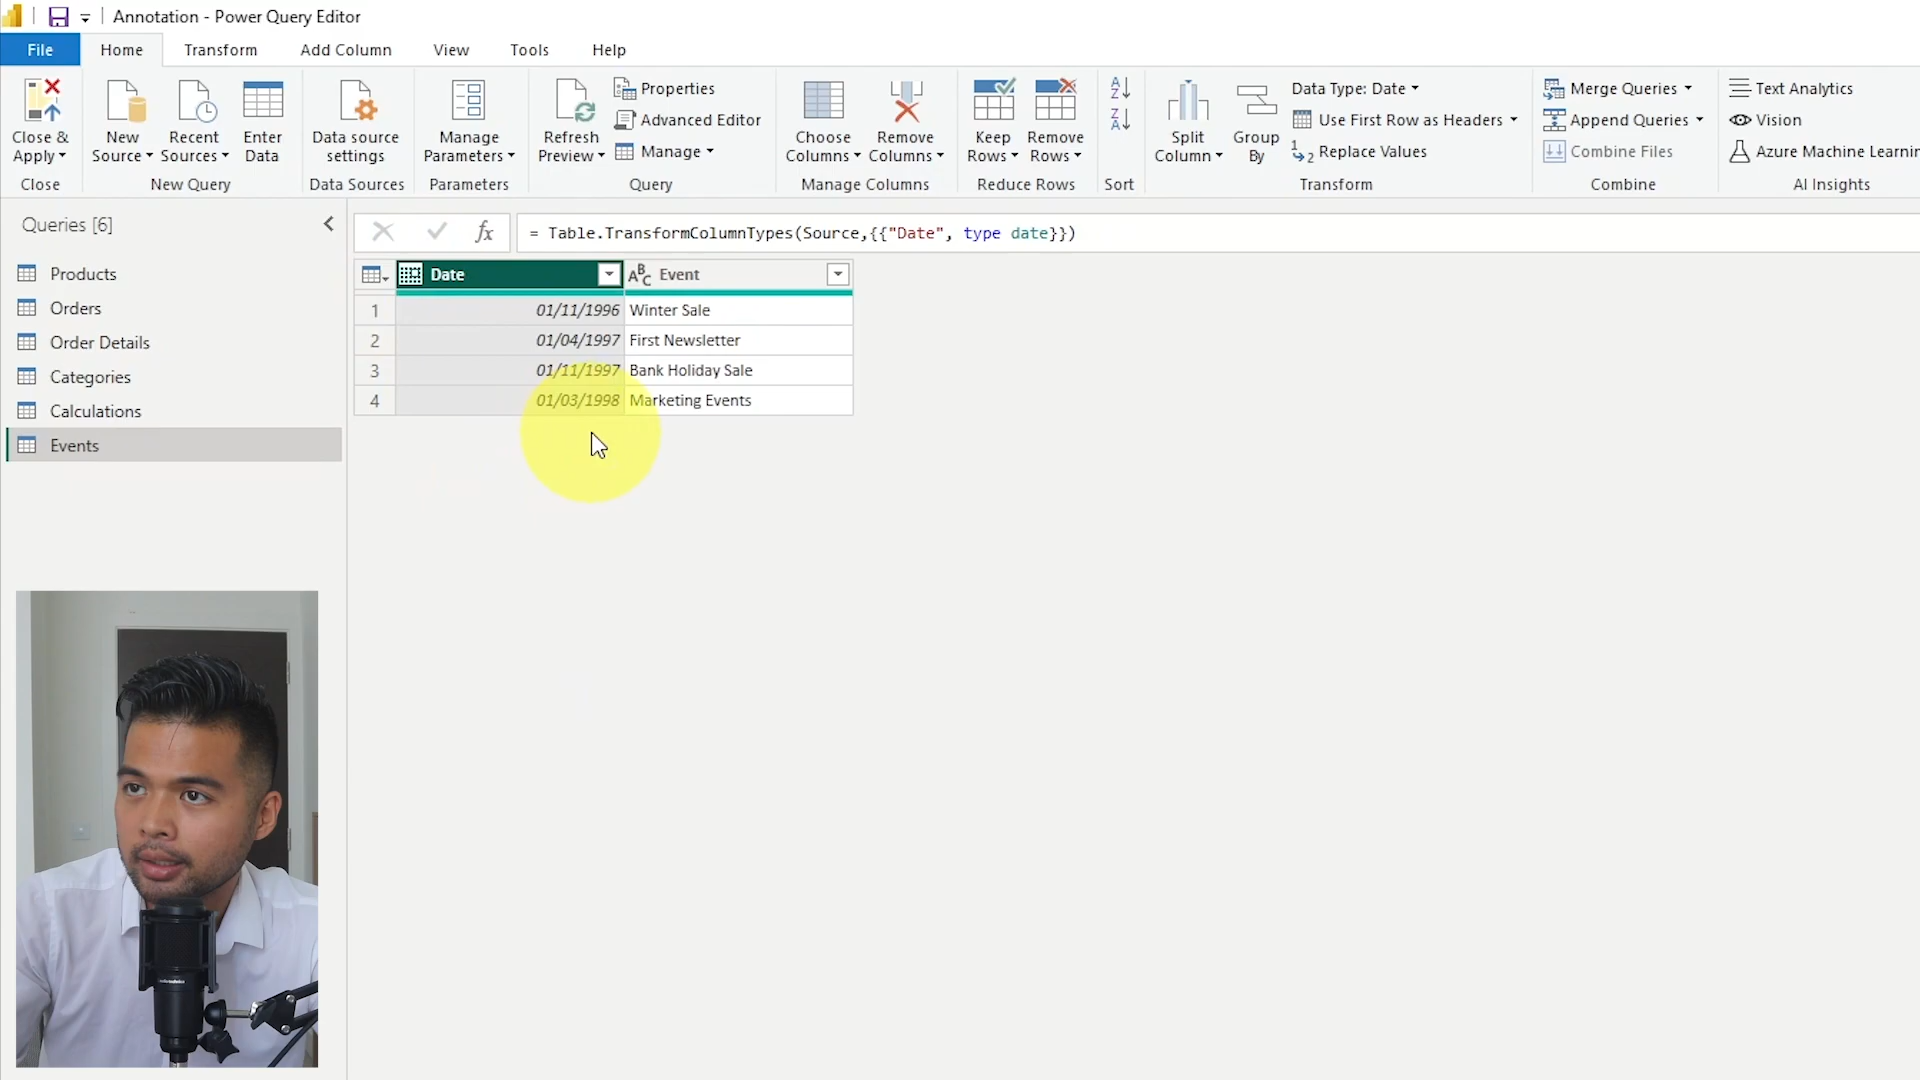 Annotation - Power Query Editor
File Home Transform Add Column View Tools Help
Close & Apply
Close
New Source
Recent Sources
Enter Data
New Query
Data source settings
Data Sources
Manage Parameters
Parameters
Refresh Preview
Properties
Advanced Editor
Manage
Query
Choose Columns
Remove Columns
Manage Columns
Keep Rows
Remove Rows
Reduce Rows
A Z
Z A
Sort
Split Column
Group By
Data Type: Date
Use First Row as Headers
1 2 Replace Values
Transform
Merge Queries
Append Queries
Combine Files
Combine
Text Analytics
Vision
Azure Machine Learnin
AI Insights
Queries [6]
Products
Orders
Order Details
Categories
Calculations
Events
fx = Table.TransformColumnTypes(Source,{{"Date", type date}})
Date ABC Event
1 01/11/1996 Winter Sale
2 01/04/1997 First Newsletter
3 01/11/1997 Bank Holiday Sale
4 01/03/1998 Marketing Events